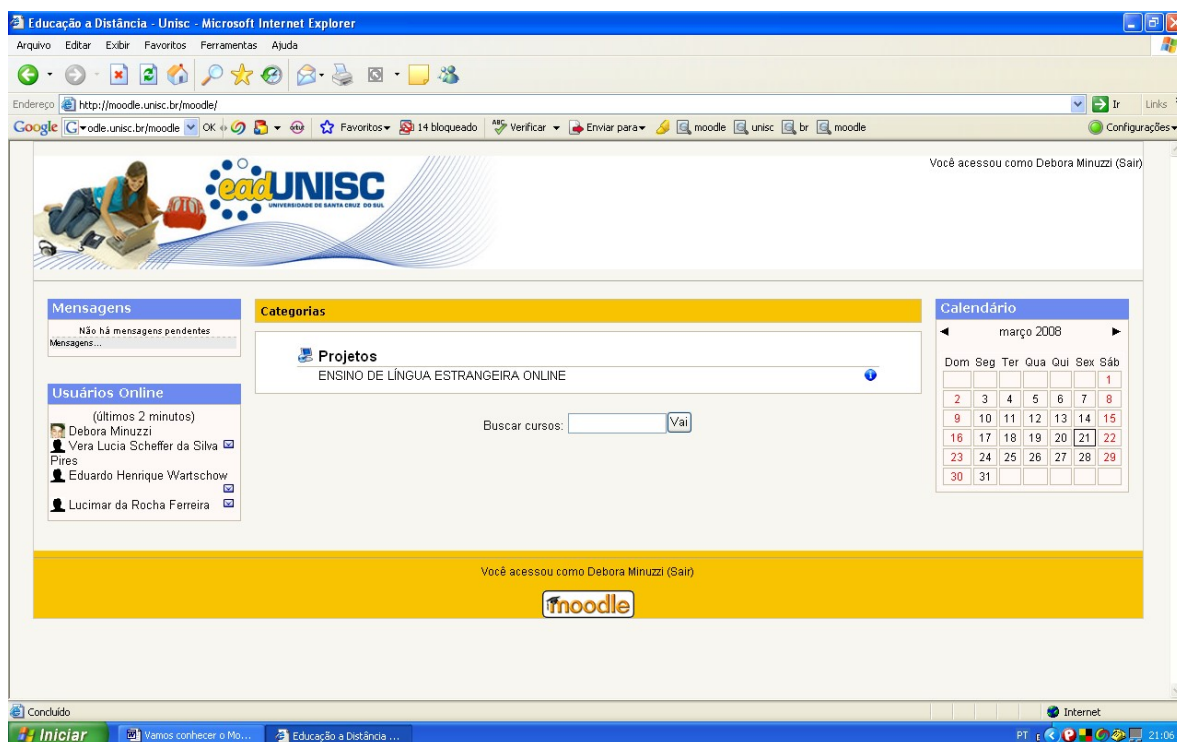 Educação a Distância - Unisc - Microsoft Internet Explorer
Arquivo Editar Exibir Favoritos Ferramentas Ajuda
Endereço http://moodle.unisc.br/moodle/ Ir Links
Google odle.unisc.br/moodle OK Favoritos 14 bloqueado Verificar Enviar para moodle unisc br moodle Configurações
Você acessou como Debora Minuzzi (Sair)
eadUNISC
UNIVERSIDADE DE SANTA CRUZ DO SUL
Mensagens
Não há mensagens pendentes
Mensagens...
Usuários Online
(últimos 2 minutos)
Debora Minuzzi
Vera Lucia Scheffer da Silva
Pires
Eduardo Henrique Wartschow
Lucimar da Rocha Ferreira
Categorias
Projetos
ENSINO DE LÍNGUA ESTRANGEIRA ONLINE
Buscar cursos: Vai
Calendário
março 2008
Dom Seg Ter Qua Qui Sex Sáb
1
2 3 4 5 6 7 8
9 10 11 12 13 14 15
16 17 18 19 20 21 22
23 24 25 26 27 28 29
30 31
Você acessou como Debora Minuzzi (Sair)
moodle
Concluído Internet
Iniciar Vamos conhecer o Mo... Educação a Distância ... PT 21:06